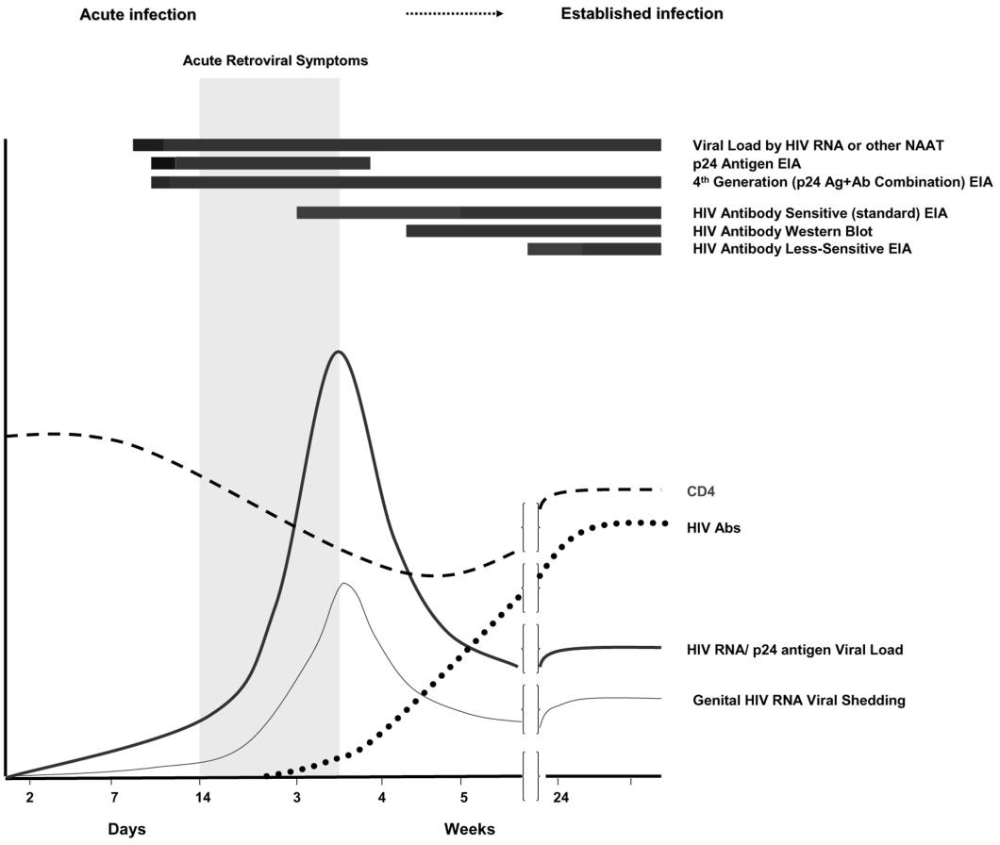 Acute infection
Established infection
Acute Retroviral Symptoms
Viral Load by HIV RNA or other NAAT
p24 Antigen EIA
4th Generation (p24 Ag+Ab Combination) EIA
HIV Antibody Sensitive (standard) EIA
HIV Antibody Western Blot
HIV Antibody Less-Sensitive EIA
CD4
HIV Abs
HIV RNA/ p24 antigen Viral Load
Genital HIV RNA Viral Shedding
2 7 14 3 4 5 24
Days Weeks